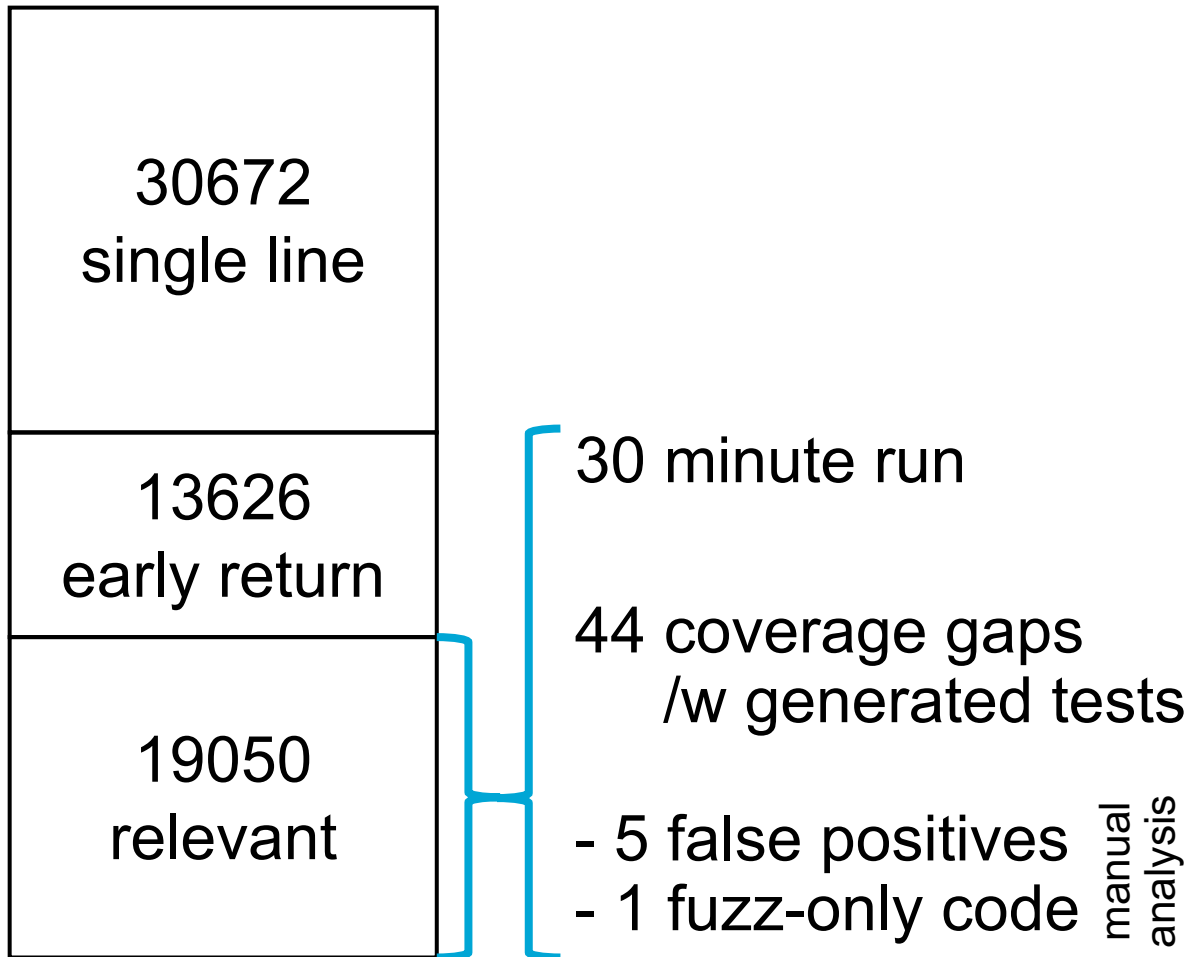 30672
single line
13626
early return
19050
relevant
30 minute run
44 coverage gaps
/w generated tests
- 5 false positives
- 1 fuzz-only code
manual
analysis